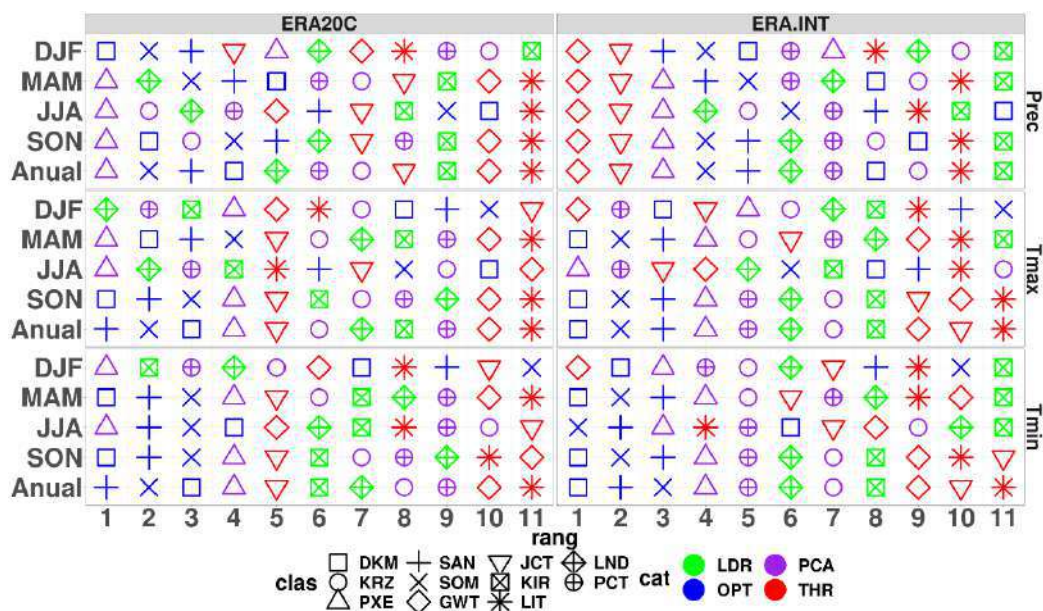 ERA20C ERA.INT
DJF
MAM
JJA
SON
Anual
Prec
DJF
MAM
JJA
SON
Anual
Tmax
DJF
MAM
JJA
SON
Anual
Tmin
1 2 3 4 5 6 7 8 9 10 11 1 2 3 4 5 6 7 8 9 10 11
rang
clas
DKM SAN JCT LND
KRZ SOM KIR PCT
PXE GWT LIT
cat
LDR PCA
OPT THR